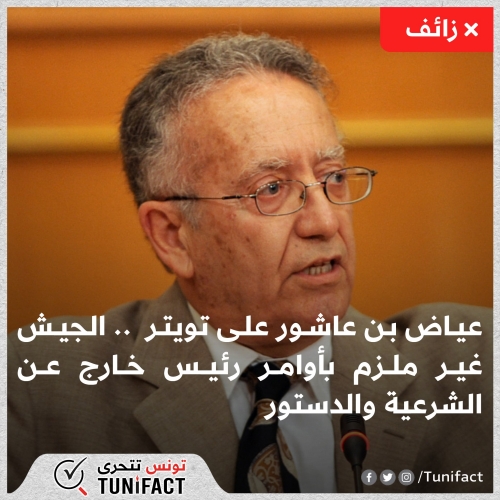 زائف
عياض بن عاشور على تويتر .. الجيش
غير ملزم بأوامر رئيس خارج عن
الشرعية والدستور
تونس تتحرى
TUNiFACT
/Tunifact